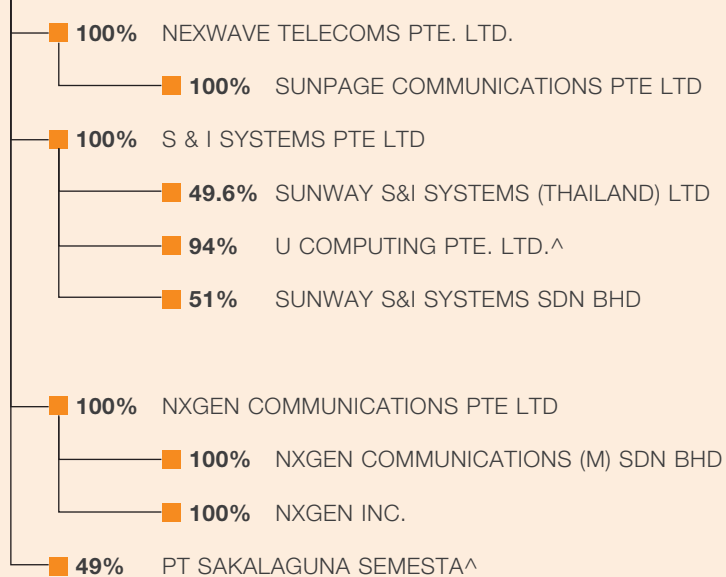 100% NEXWAVE TELECOMS PTE. LTD.
100% SUNPAGE COMMUNICATIONS PTE LTD
100% S & I SYSTEMS PTE LTD
49.6% SUNWAY S&I SYSTEMS (THAILAND) LTD
94% U COMPUTING PTE. LTD.^
51% SUNWAY S&I SYSTEMS SDN BHD
100% NXGEN COMMUNICATIONS PTE LTD
100% NXGEN COMMUNICATIONS (M) SDN BHD
100% NXGEN INC.
49% PT SAKALAGUNA SEMESTA^